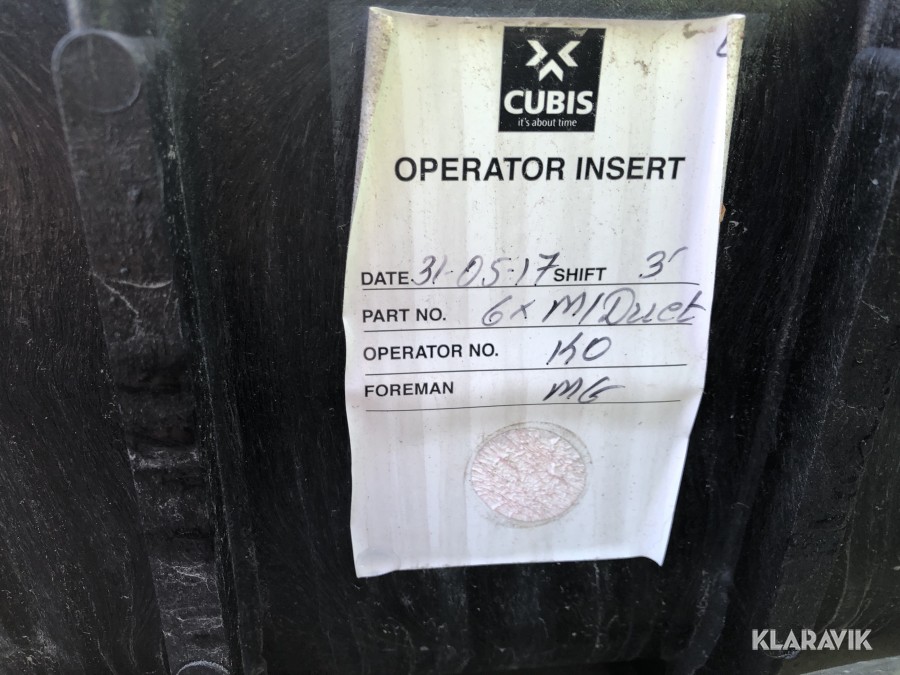 CUBIS
it's about time
OPERATOR INSERT
DATE 31-05-17 SHIFT 3
PART NO. 6x M/Duct
OPERATOR NO. KO
FOREMAN MG
KLARAVIK